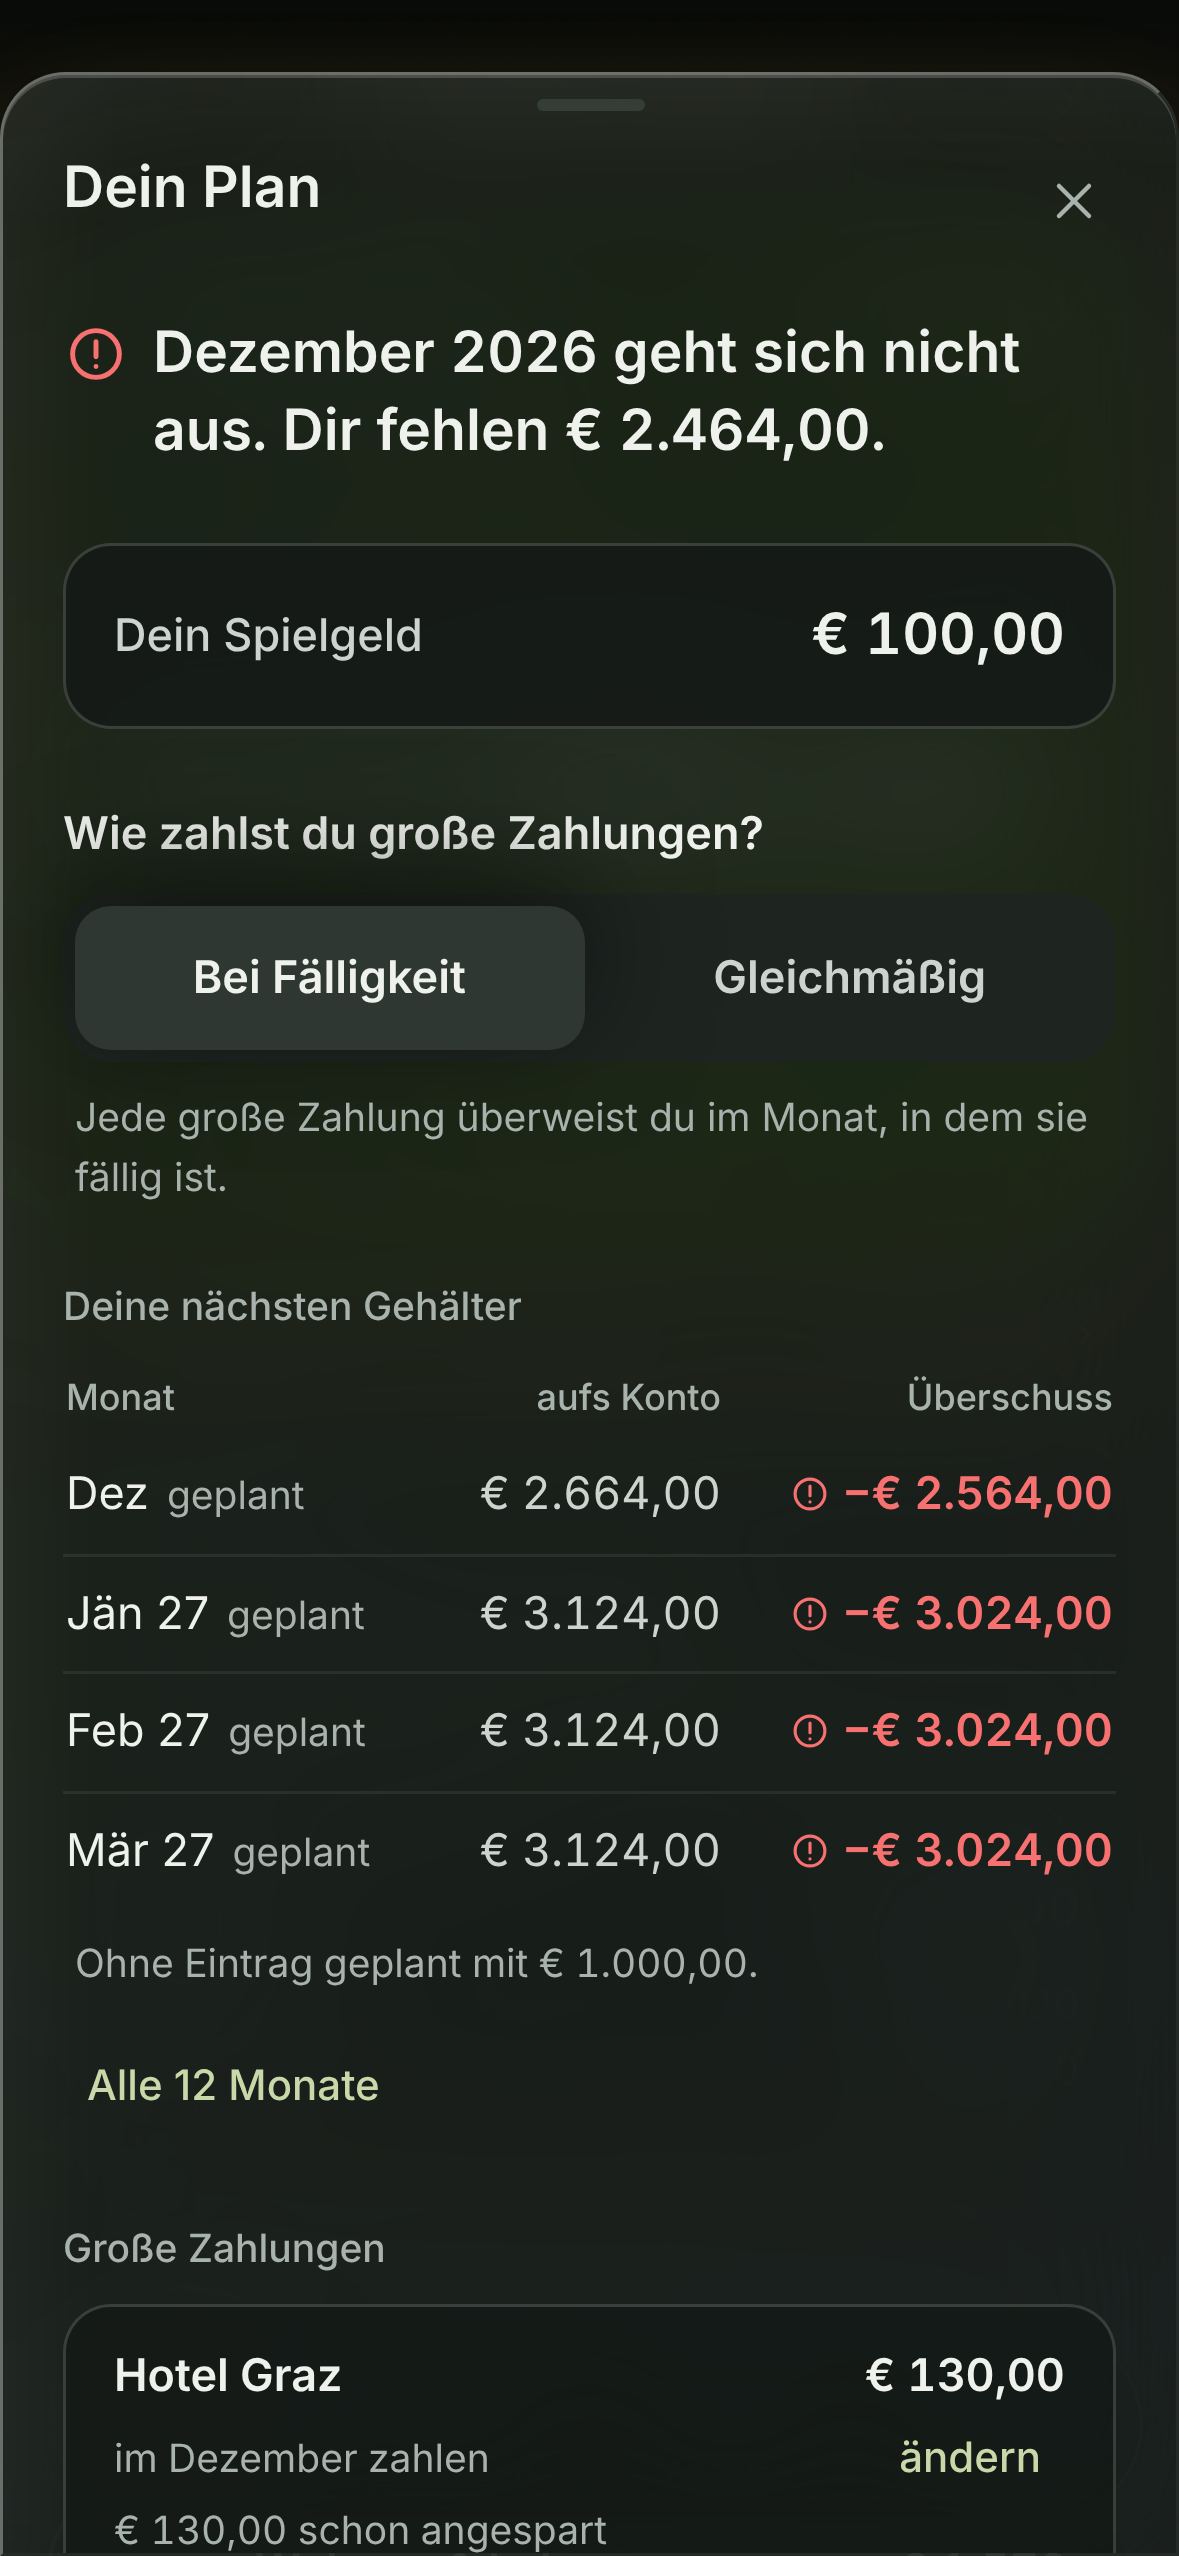 Dein Plan
Dezember 2026 geht sich nicht
aus. Dir fehlen € 2.464,00.
Dein Spielgeld € 100,00
Wie zahlst du große Zahlungen?
Bei Fälligkeit Gleichmäßig
Jede große Zahlung überweist du im Monat, in dem sie
fällig ist.
Deine nächsten Gehälter
Monat aufs Konto Überschuss
Dez geplant € 2.664,00 −€ 2.564,00
Jän 27 geplant € 3.124,00 −€ 3.024,00
Feb 27 geplant € 3.124,00 −€ 3.024,00
Mär 27 geplant € 3.124,00 −€ 3.024,00
Ohne Eintrag geplant mit € 1.000,00.
Alle 12 Monate
Große Zahlungen
Hotel Graz € 130,00
im Dezember zahlen ändern
€ 130,00 schon angespart